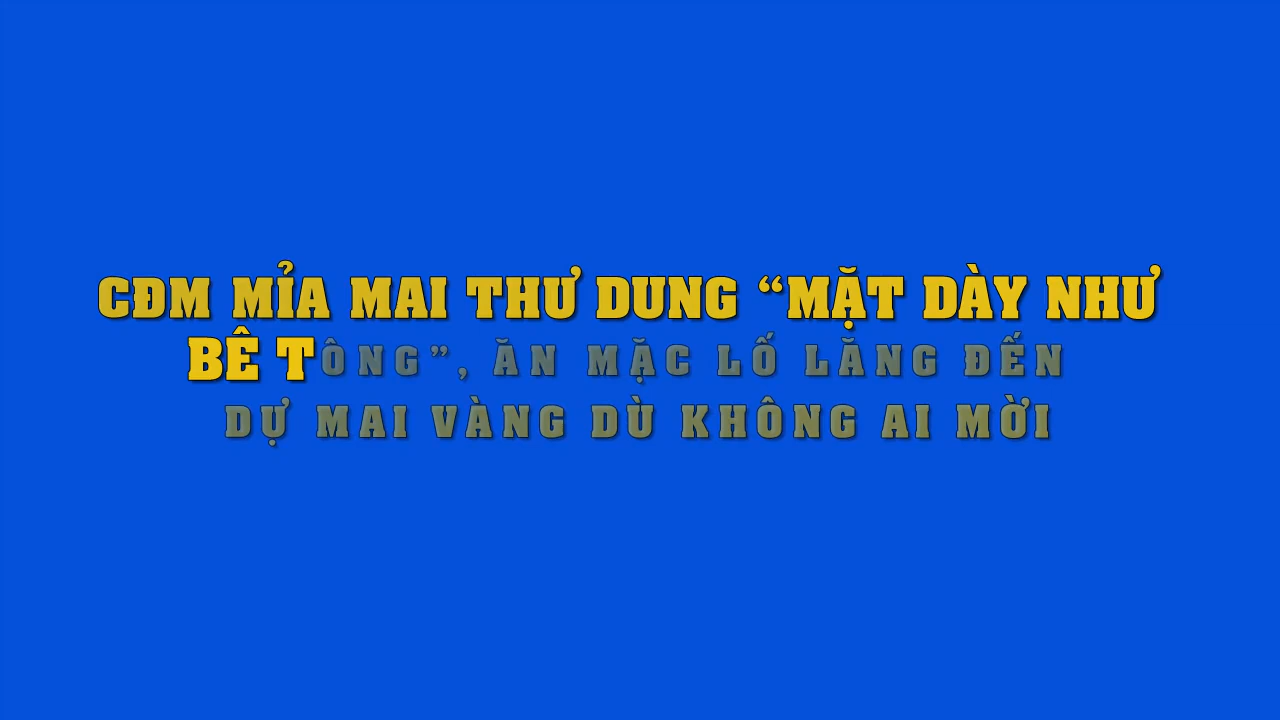 CĐM MỈA MAI THƯ DUNG “MẶT DÀY NHƯ
BÊ TÔNG”, ĂN MẶC LỐ LĂNG ĐẾN
DỰ MAI VÀNG DÙ KHÔNG AI MỜI